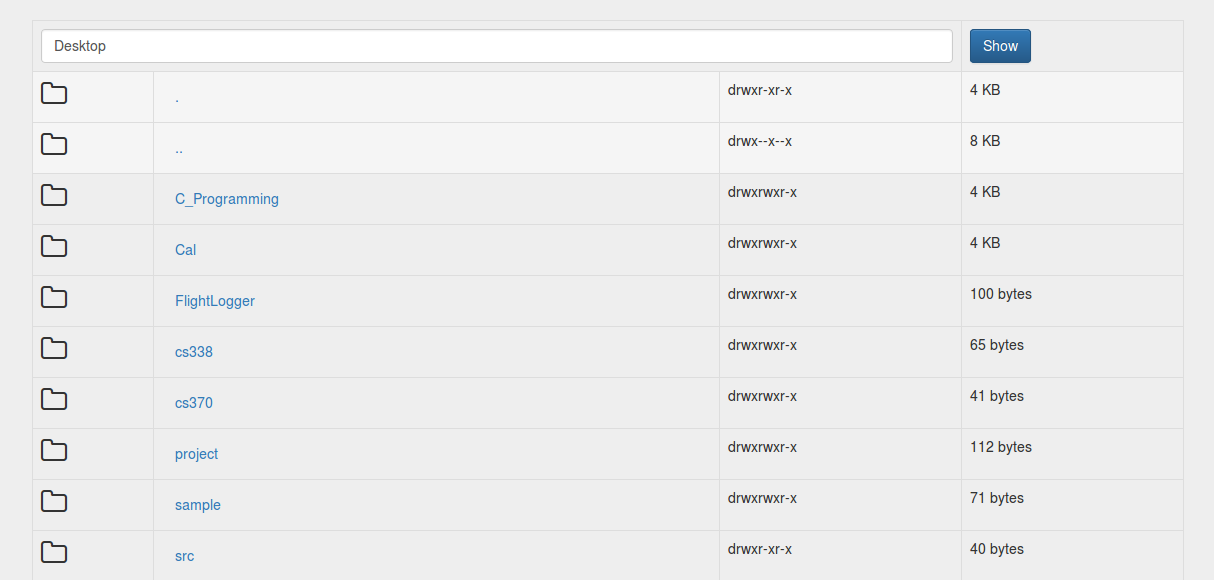 Desktop Show
. drwxr-xr-x 4 KB
.. drwx--x--x 8 KB
C_Programming drwxrwxr-x 4 KB
Cal drwxrwxr-x 4 KB
FlightLogger drwxrwxr-x 100 bytes
cs338 drwxrwxr-x 65 bytes
cs370 drwxrwxr-x 41 bytes
project drwxrwxr-x 112 bytes
sample drwxrwxr-x 71 bytes
src drwxr-xr-x 40 bytes